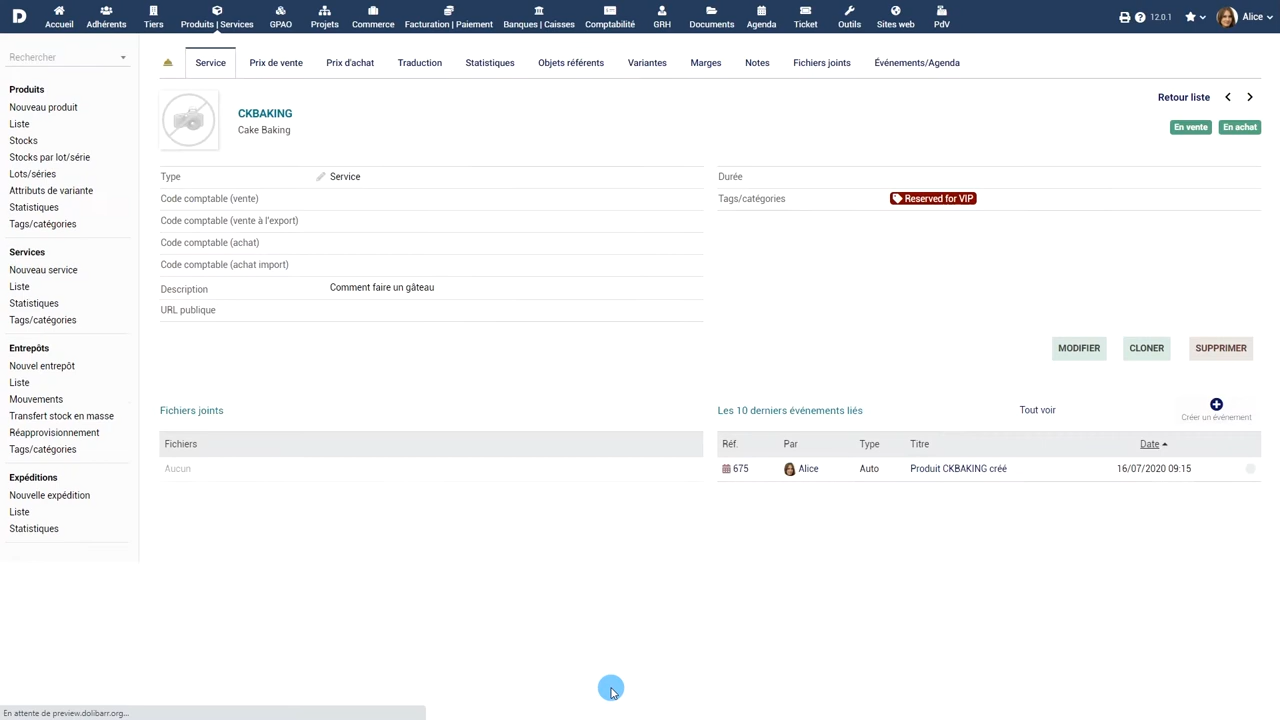 Accueil Adhérents Tiers Produits | Services GPAO Projets Commerce Facturation | Paiement Banques | Caisses Comptabilité GRH Documents Agenda Ticket Outils Sites web PdV 12.0.1 Alice
Rechercher
Produits
Nouveau produit
Liste
Stocks
Stocks par lot/série
Lots/séries
Attributs de variante
Statistiques
Tags/catégories
Services
Nouveau service
Liste
Statistiques
Tags/catégories
Entrepôts
Nouvel entrepôt
Liste
Mouvements
Transfert stock en masse
Réapprovisionnement
Tags/catégories
Expéditions
Nouvelle expédition
Liste
Statistiques
Service Prix de vente Prix d'achat Traduction Statistiques Objets référents Variantes Marges Notes Fichiers joints Événements/Agenda
CKBAKING
Cake Baking
Retour liste
En vente En achat
Type Service
Code comptable (vente)
Code comptable (vente à l'export)
Code comptable (achat)
Code comptable (achat import)
Description Comment faire un gâteau
URL publique
Durée
Tags/catégories Reserved for VIP
MODIFIER CLONER SUPPRIMER
Fichiers joints
Fichiers
Aucun
Les 10 derniers événements liés Tout voir Créer un événement
Réf. Par Type Titre Date
675 Alice Auto Produit CKBAKING créé 16/07/2020 09:15
En attente de preview.dolibarr.org...